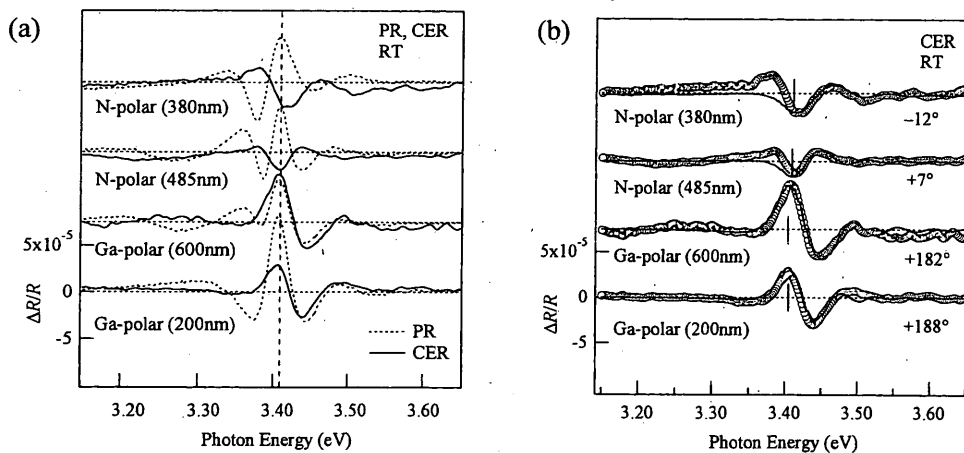 (a)
PR, CER
RT
N-polar (380nm)
N-polar (485nm)
Ga-polar (600nm)
5x10-5
0
Ga-polar (200nm)
-5
ΔR/R
PR
CER
3.20 3.30 3.40 3.50 3.60
Photon Energy (eV)
(b)
CER
RT
N-polar (380nm)
−12°
N-polar (485nm)
+7°
Ga-polar (600nm)
+182°
5x10-5
0
Ga-polar (200nm)
+188°
-5
ΔR/R
3.20 3.30 3.40 3.50 3.60
Photon Energy (eV)